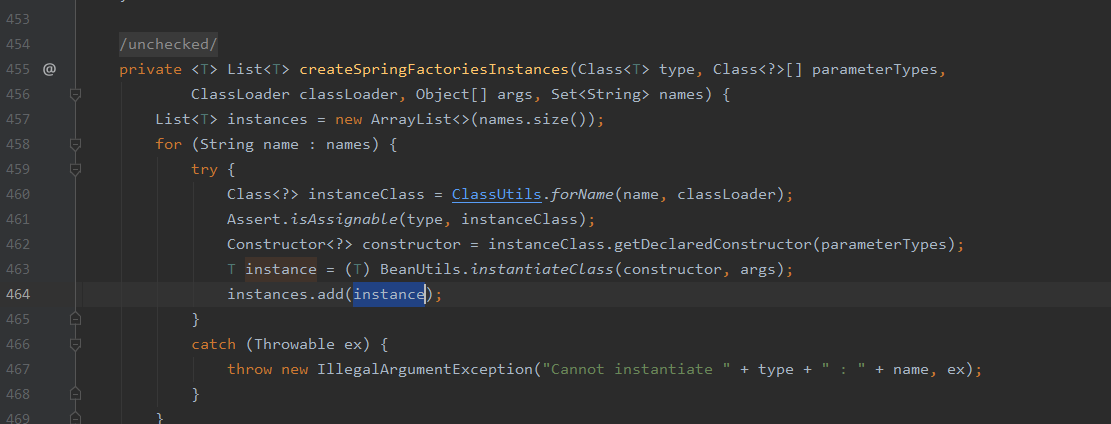 453
454 /unchecked/
455 @ private <T> List<T> createSpringFactoriesInstances(Class<T> type, Class<?>[] parameterTypes,
456 ClassLoader classLoader, Object[] args, Set<String> names) {
457 List<T> instances = new ArrayList<>(names.size());
458 for (String name : names) {
459 try {
460 Class<?> instanceClass = ClassUtils.forName(name, classLoader);
461 Assert.isAssignable(type, instanceClass);
462 Constructor<?> constructor = instanceClass.getDeclaredConstructor(parameterTypes);
463 T instance = (T) BeanUtils.instantiateClass(constructor, args);
464 instances.add(instance);
465 }
466 catch (Throwable ex) {
467 throw new IllegalArgumentException("Cannot instantiate " + type + " : " + name, ex);
468 }
469 }